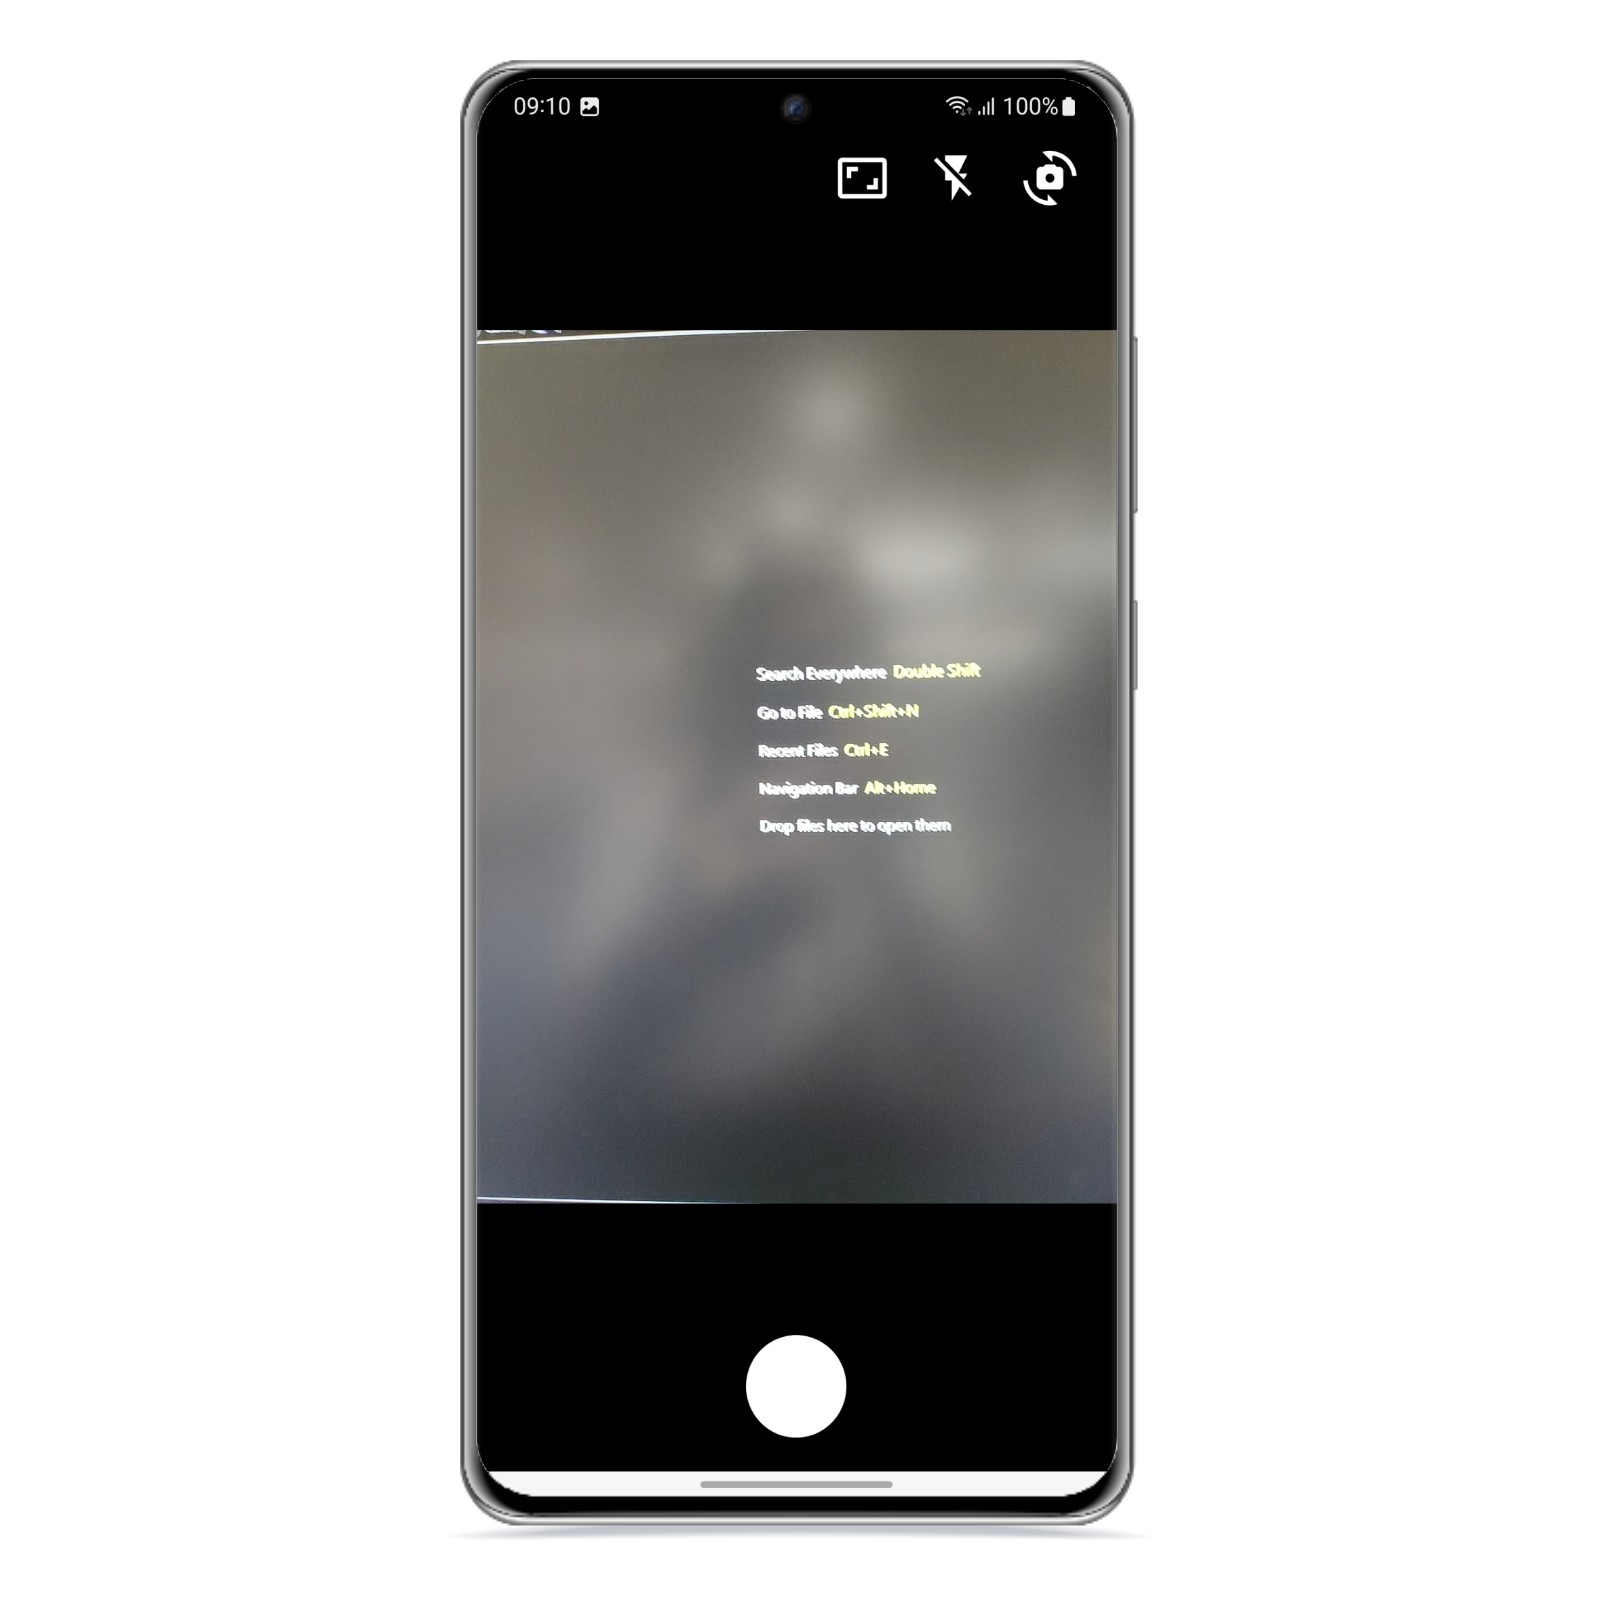 09:10 100%
Search Everywhere Double Shift
Go to File Ctrl+Shift+N
Recent Files Ctrl+E
Navigation Bar Alt+Home
Drop files here to open them